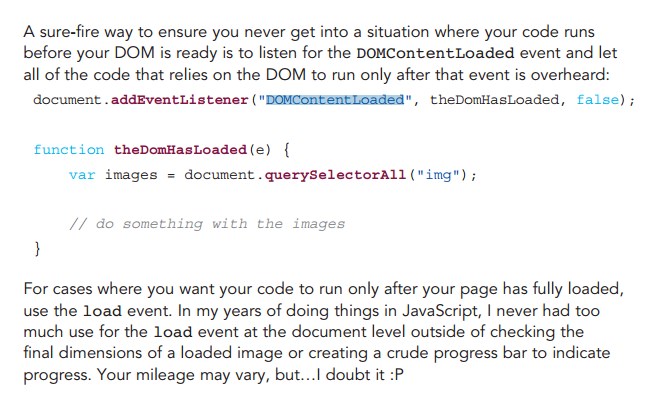 A sure-fire way to ensure you never get into a situation where your code runs
before your DOM is ready is to listen for the DOMContentLoaded event and let
all of the code that relies on the DOM to run only after that event is overheard:
document.addEventListener("DOMContentLoaded", theDomHasLoaded, false);
function theDomHasLoaded(e) {
var images = document.querySelectorAll("img");
// do something with the images
}
For cases where you want your code to run only after your page has fully loaded,
use the load event. In my years of doing things in JavaScript, I never had too
much use for the load event at the document level outside of checking the
final dimensions of a loaded image or creating a crude progress bar to indicate
progress. Your mileage may vary, but...I doubt it :P